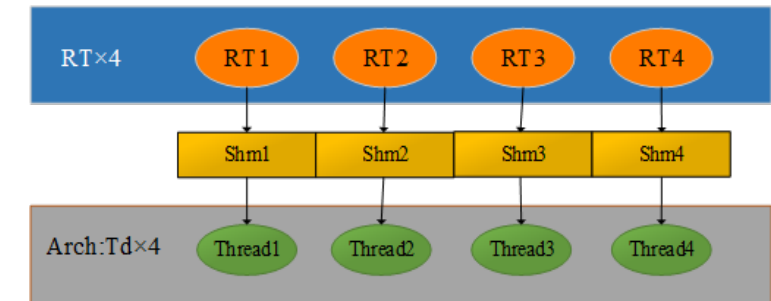 RT×4 RT1 RT2 RT3 RT4
Shm1 Shm2 Shm3 Shm4
Arch:Td×4 Thread1 Thread2 Thread3 Thread4